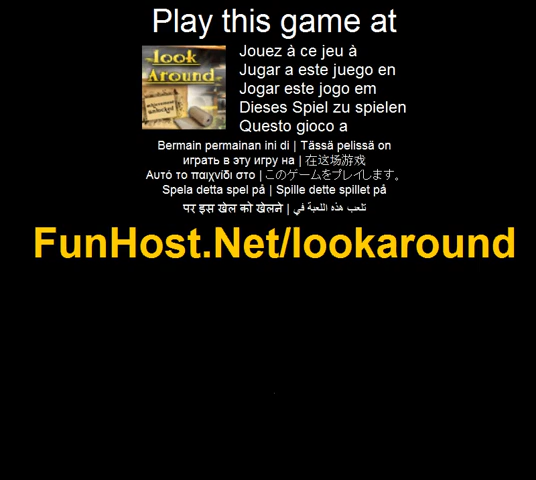 Play this game at
look
Around
Jouez à ce jeu à
Jugar a este juego en
Jogar este jogo em
Dieses Spiel zu spielen
Questo gioco a
Bermain permainan ini di | Tässä pelissä on
играть в эту игру на | 在这场游戏
Αυτό το παιχνίδι στο | このゲームをプレイします。
Spela detta spel på | Spille dette spillet på
पर इस खेल को खेलने | تلعب هذه اللعبة في
FunHost.Net/lookaround